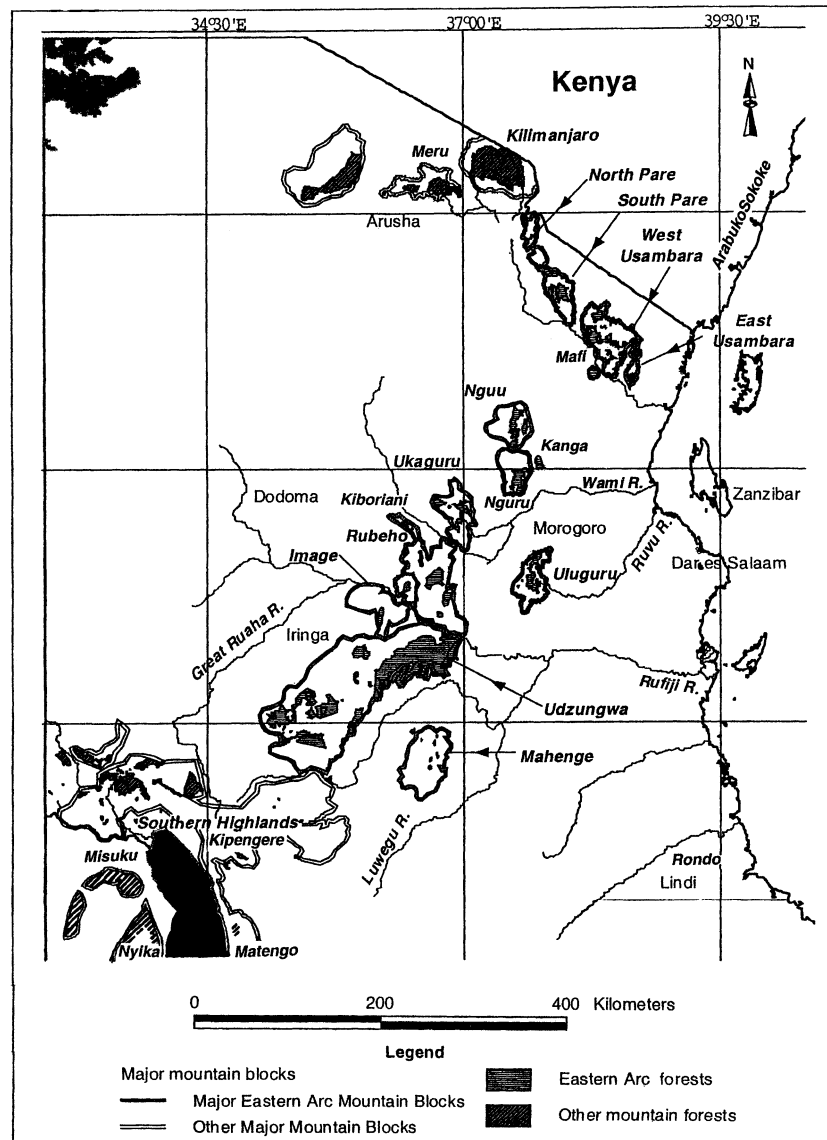 34°30'E 37°00'E 39°30'E
Kenya
N
Kilimanjaro
Meru
North Pare
South Pare
Arusha
West
Usambara
ArabukoSokoke
East
Usambara
Mafi
Nguu
Kanga
Ukaguru
Dodoma
Kiboriani
Nguru
Wami R.
Zanzibar
Morogoro
Rubeho
Ruvu R.
Image
Uluguru
Dar es Salaam
Great Ruaha R.
Iringa
Rufiji R.
Udzungwa
Mahenge
Southern Highlands
Kipengere
Luwegu R.
Misuku
Rondo
Lindi
Nyika
Matengo
0 200 400 Kilometers
Legend
Major mountain blocks
Major Eastern Arc Mountain Blocks
Other Major Mountain Blocks
Eastern Arc forests
Other mountain forests